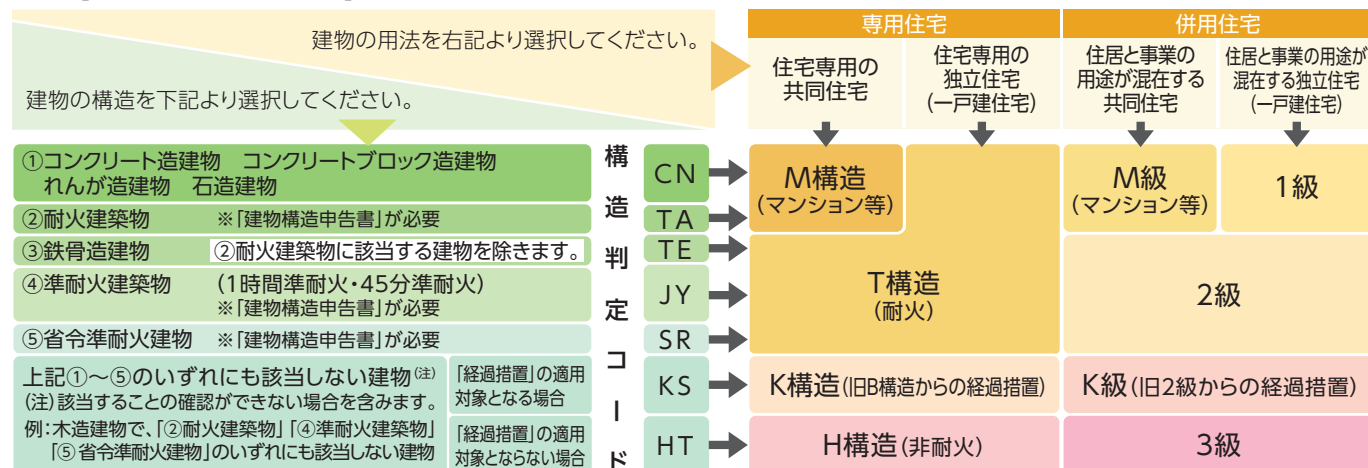 建物の用法を右記より選択してください。
建物の構造を下記より選択してください。
専用住宅
併用住宅
住宅専用の
共同住宅
住宅専用の
独立住宅
(一戸建住宅)
住居と事業の
用途が混在する
共同住宅
住居と事業の用途が
混在する独立住宅
(一戸建住宅)
①コンクリート造建物 コンクリートブロック造建物
れんが造建物 石造建物
②耐火建築物 ※「建物構造申告書」が必要
③鉄骨造建物 ②耐火建築物に該当する建物を除きます。
④準耐火建築物 (1時間準耐火・45分準耐火)
※「建物構造申告書」が必要
⑤省令準耐火建物 ※「建物構造申告書」が必要
上記①～⑤のいずれにも該当しない建物(注)
(注)該当することの確認ができない場合を含みます。
例:木造建物で、「②耐火建築物」「④準耐火建築物」
「⑤省令準耐火建物」のいずれにも該当しない建物
「経過措置」の適用
対象となる場合
「経過措置」の適用
対象とならない場合
構造判定コード
CN
TA
TE
JY
SR
KS
HT
M構造
(マンション等)
T構造
(耐火)
K構造(旧B構造からの経過措置)
H構造(非耐火)
M級
(マンション等)
1級
2級
K級(旧2級からの経過措置)
3級